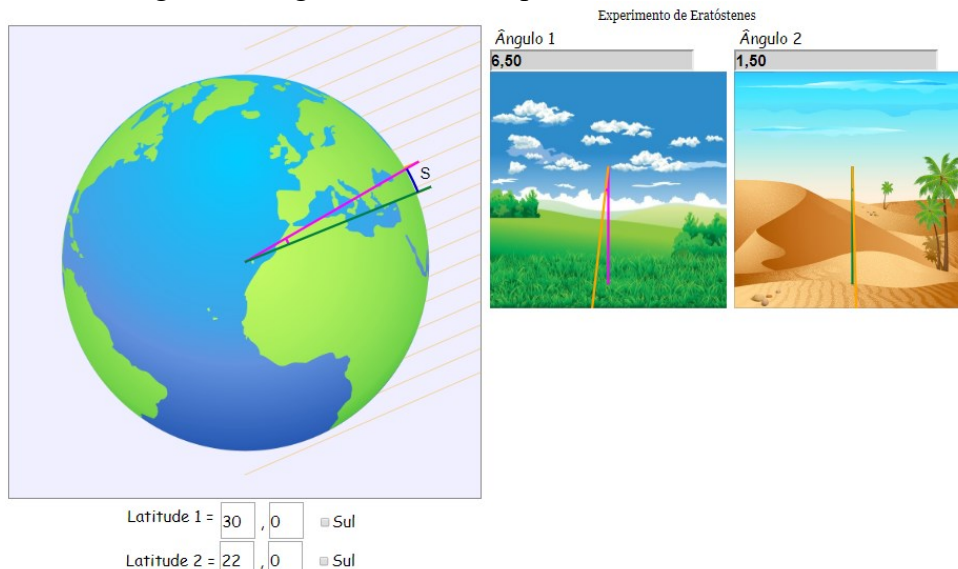 Experimento de Eratóstenes
Ângulo 1
Ângulo 2
6,50
1,50
S
Latitude 1 = 30 , 0 Sul
Latitude 2 = 22 , 0 Sul